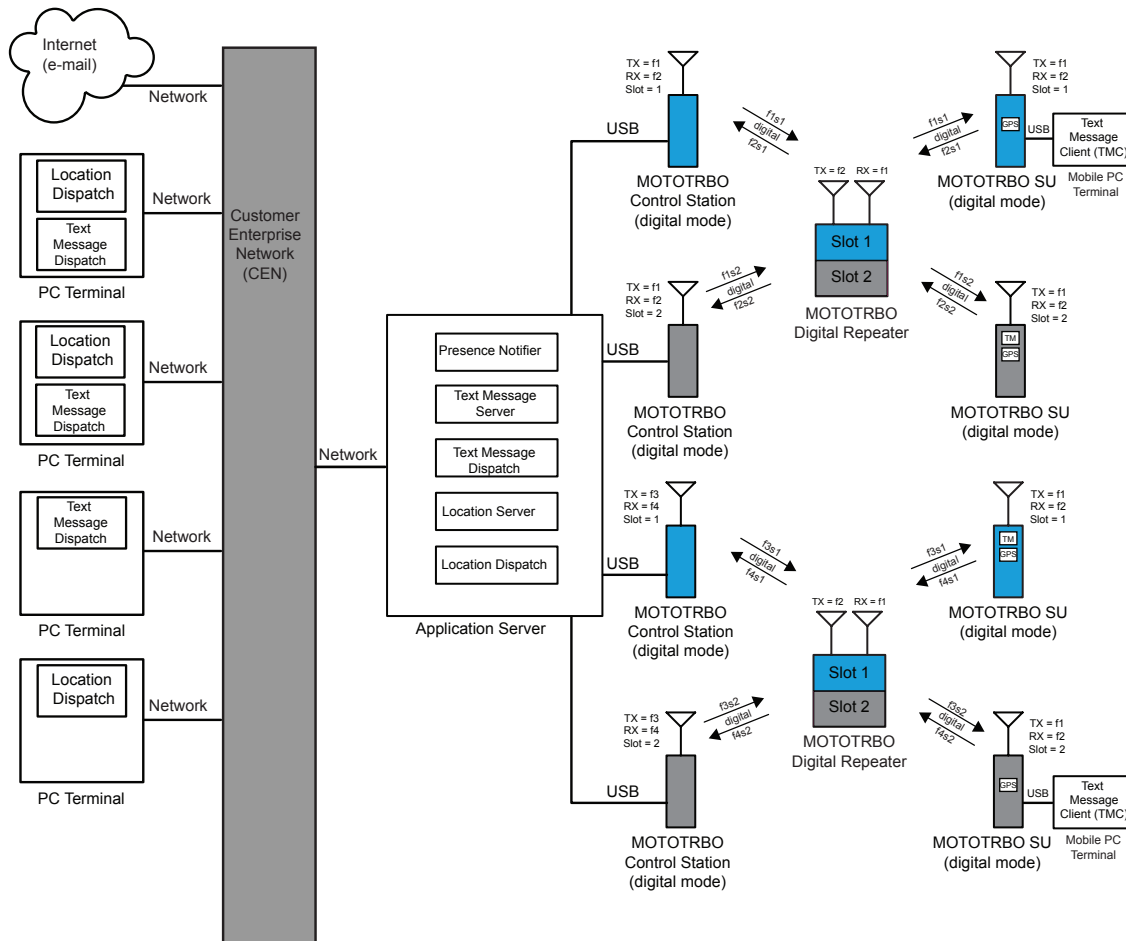 Internet
(e-mail)
Network
Location
Dispatch
Text
Message
Dispatch
PC Terminal
Network
Location
Dispatch
Text
Message
Dispatch
PC Terminal
Network
Text
Message
Dispatch
PC Terminal
Network
Location
Dispatch
PC Terminal
Network
Customer
Enterprise
Network
(CEN)
Network
Presence Notifier
Text Message
Server
Text Message
Dispatch
Location Server
Location Dispatch
Application Server
USB
USB
USB
USB
TX = f1
RX = f2
Slot = 1
MOTOTRBO
Control Station
(digital mode)
f1s1
digital
f2s1
TX = f1
RX = f2
Slot = 2
MOTOTRBO
Control Station
(digital mode)
f1s2
digital
f2s2
TX = f2
RX = f1
Slot 1
Slot 2
MOTOTRBO
Digital Repeater
f1s1
digital
f2s1
TX = f1
RX = f2
Slot = 1
GPS
USB
Text
Message
Client (TMC)
Mobile PC
Terminal
MOTOTRBO SU
(digital mode)
f1s2
digital
f2s2
TX = f1
RX = f2
Slot = 2
TM
GPS
MOTOTRBO SU
(digital mode)
TX = f3
RX = f4
Slot = 1
MOTOTRBO
Control Station
(digital mode)
f3s1
digital
f4s1
TX = f3
RX = f4
Slot = 2
MOTOTRBO
Control Station
(digital mode)
f3s2
digital
f4s2
TX = f2
RX = f1
Slot 1
Slot 2
MOTOTRBO
Digital Repeater
f3s1
digital
f4s1
TX = f1
RX = f2
Slot = 1
TM
GPS
MOTOTRBO SU
(digital mode)
f3s2
digital
f4s2
TX = f1
RX = f2
Slot = 2
GPS
USB
Text
Message
Client (TMC)
Mobile PC
Terminal
MOTOTRBO SU
(digital mode)